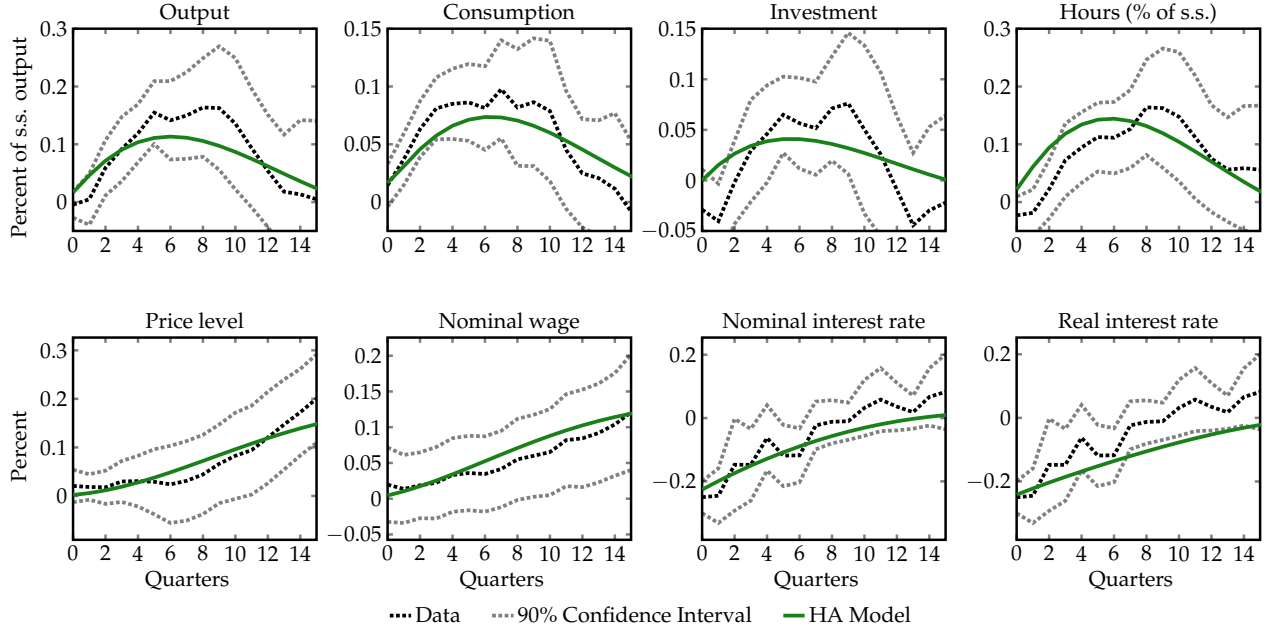 Output
Consumption
Investment
Hours (% of s.s.)
Percent of s.s. output
0.3
0.2
0.1
0
0 2 4 6 8 10 12 14
0.15
0.1
0.05
0
0 2 4 6 8 10 12 14
0.15
0.1
0.05
0
−0.05
0 2 4 6 8 10 12 14
0.3
0.2
0.1
0
0 2 4 6 8 10 12 14
Price level
Nominal wage
Nominal interest rate
Real interest rate
Percent
0.3
0.2
0.1
0
0 2 4 6 8 10 12 14
Quarters
0.2
0.15
0.1
0.05
0
−0.05
0 2 4 6 8 10 12 14
Quarters
0.2
0
−0.2
0 2 4 6 8 10 12 14
Quarters
0.2
0
−0.2
0 2 4 6 8 10 12 14
Quarters
Data 90% Confidence Interval HA Model